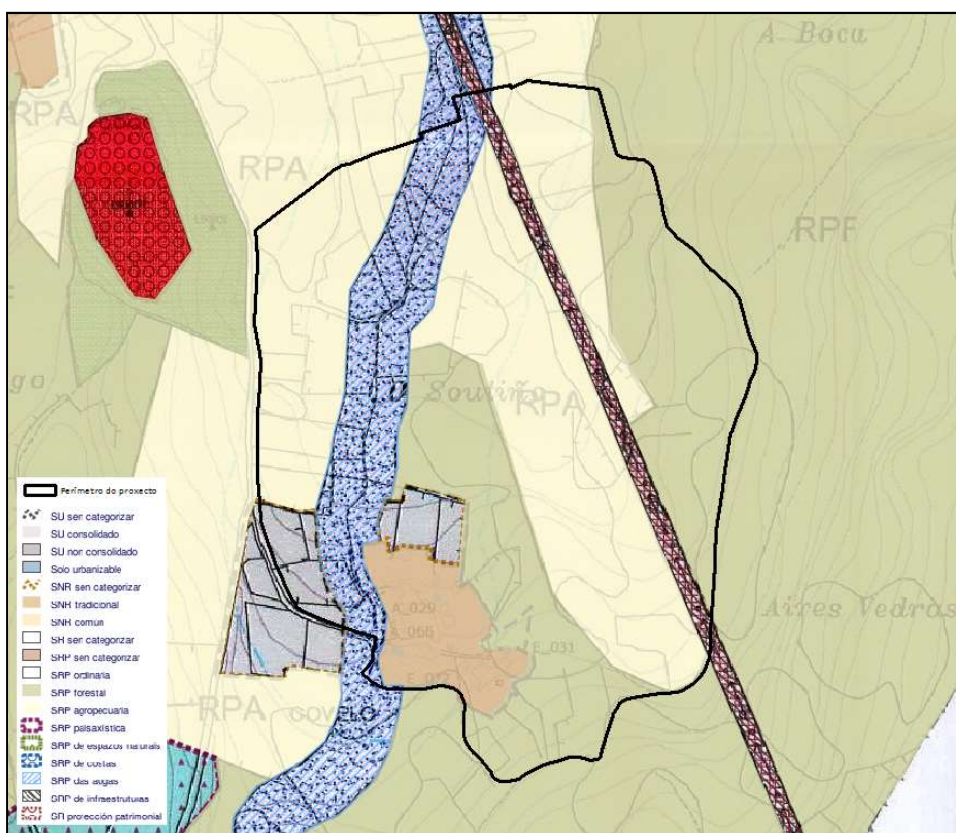 A Boca
RPA
RPA
RPF
O Soutiño
RPA
Aires Vedras
A_029
E_031
RPA
COVELO
Perímetro do proxecto
SU sen categorizar
SU consolidado
SU non consolidado
Solo urbanizable
SNR sen categorizar
SNR tradicional
SNR común
SR sen categorizar
SRP sen categorizar
SRP ordinaria
SRP forestal
SRP agropecuaria
SRP paisaxística
SRP de espazos naturais
SRP de costas
SRP das augas
SRP de infraestruturas
SR protección patrimonial